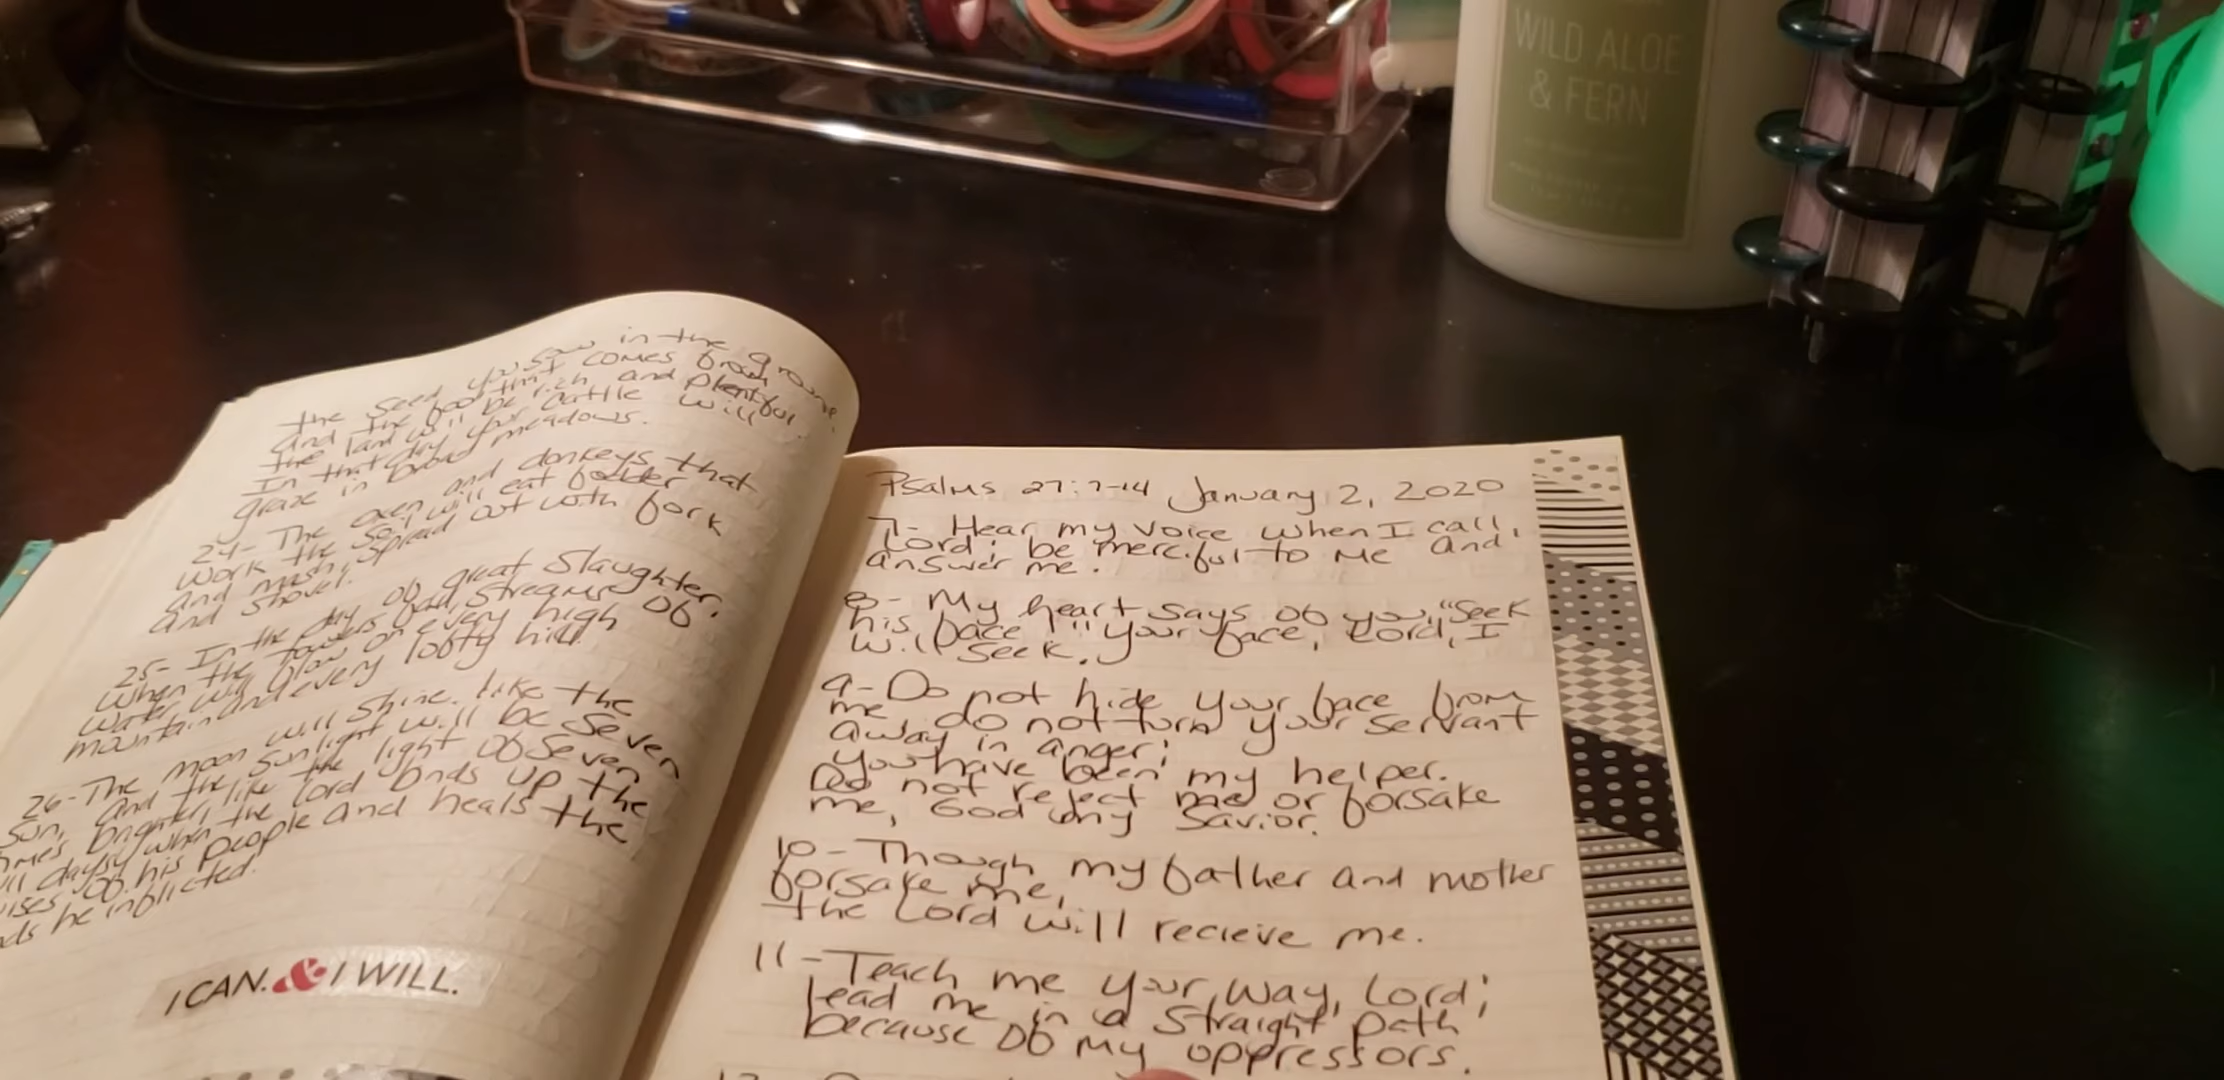 WILD ALOE
& FERN
the seed you sow in the ground,
and the food that comes from
the land will be rich and plentiful.
In that day your cattle will
graze in broad meadows.
24- The oxen and donkeys that
work the soil will eat fodder
and mash, spread out with fork
and shovel.
25- In the day of great Slaughter,
when the towers fall, streams of
water will flow on every high
mountain and every lofty hill
26- The moon will shine like the
sun, and the sunlight will be seven
times brighter, like the light of seven
full days, when the Lord binds up the
uises of his people and heals the
ds he inflicted.
I CAN. & I WILL.
Psalms 27:7-14 January 2, 2020
7- Hear my voice when I call,
Lord; be merciful to me and
answer me.
8- My heart says of you, "Seek
his face!" Your face, Lord, I
will seek.
9- Do not hide your face from
me, do not turn your servant
away in anger;
you have been my helper.
Do not reject me or forsake
me, God my Savior.
10- Though my father and mother
forsake me,
the Lord will recieve me.
11- Teach me your way, Lord;
lead me in a straight path
because of my oppressors.